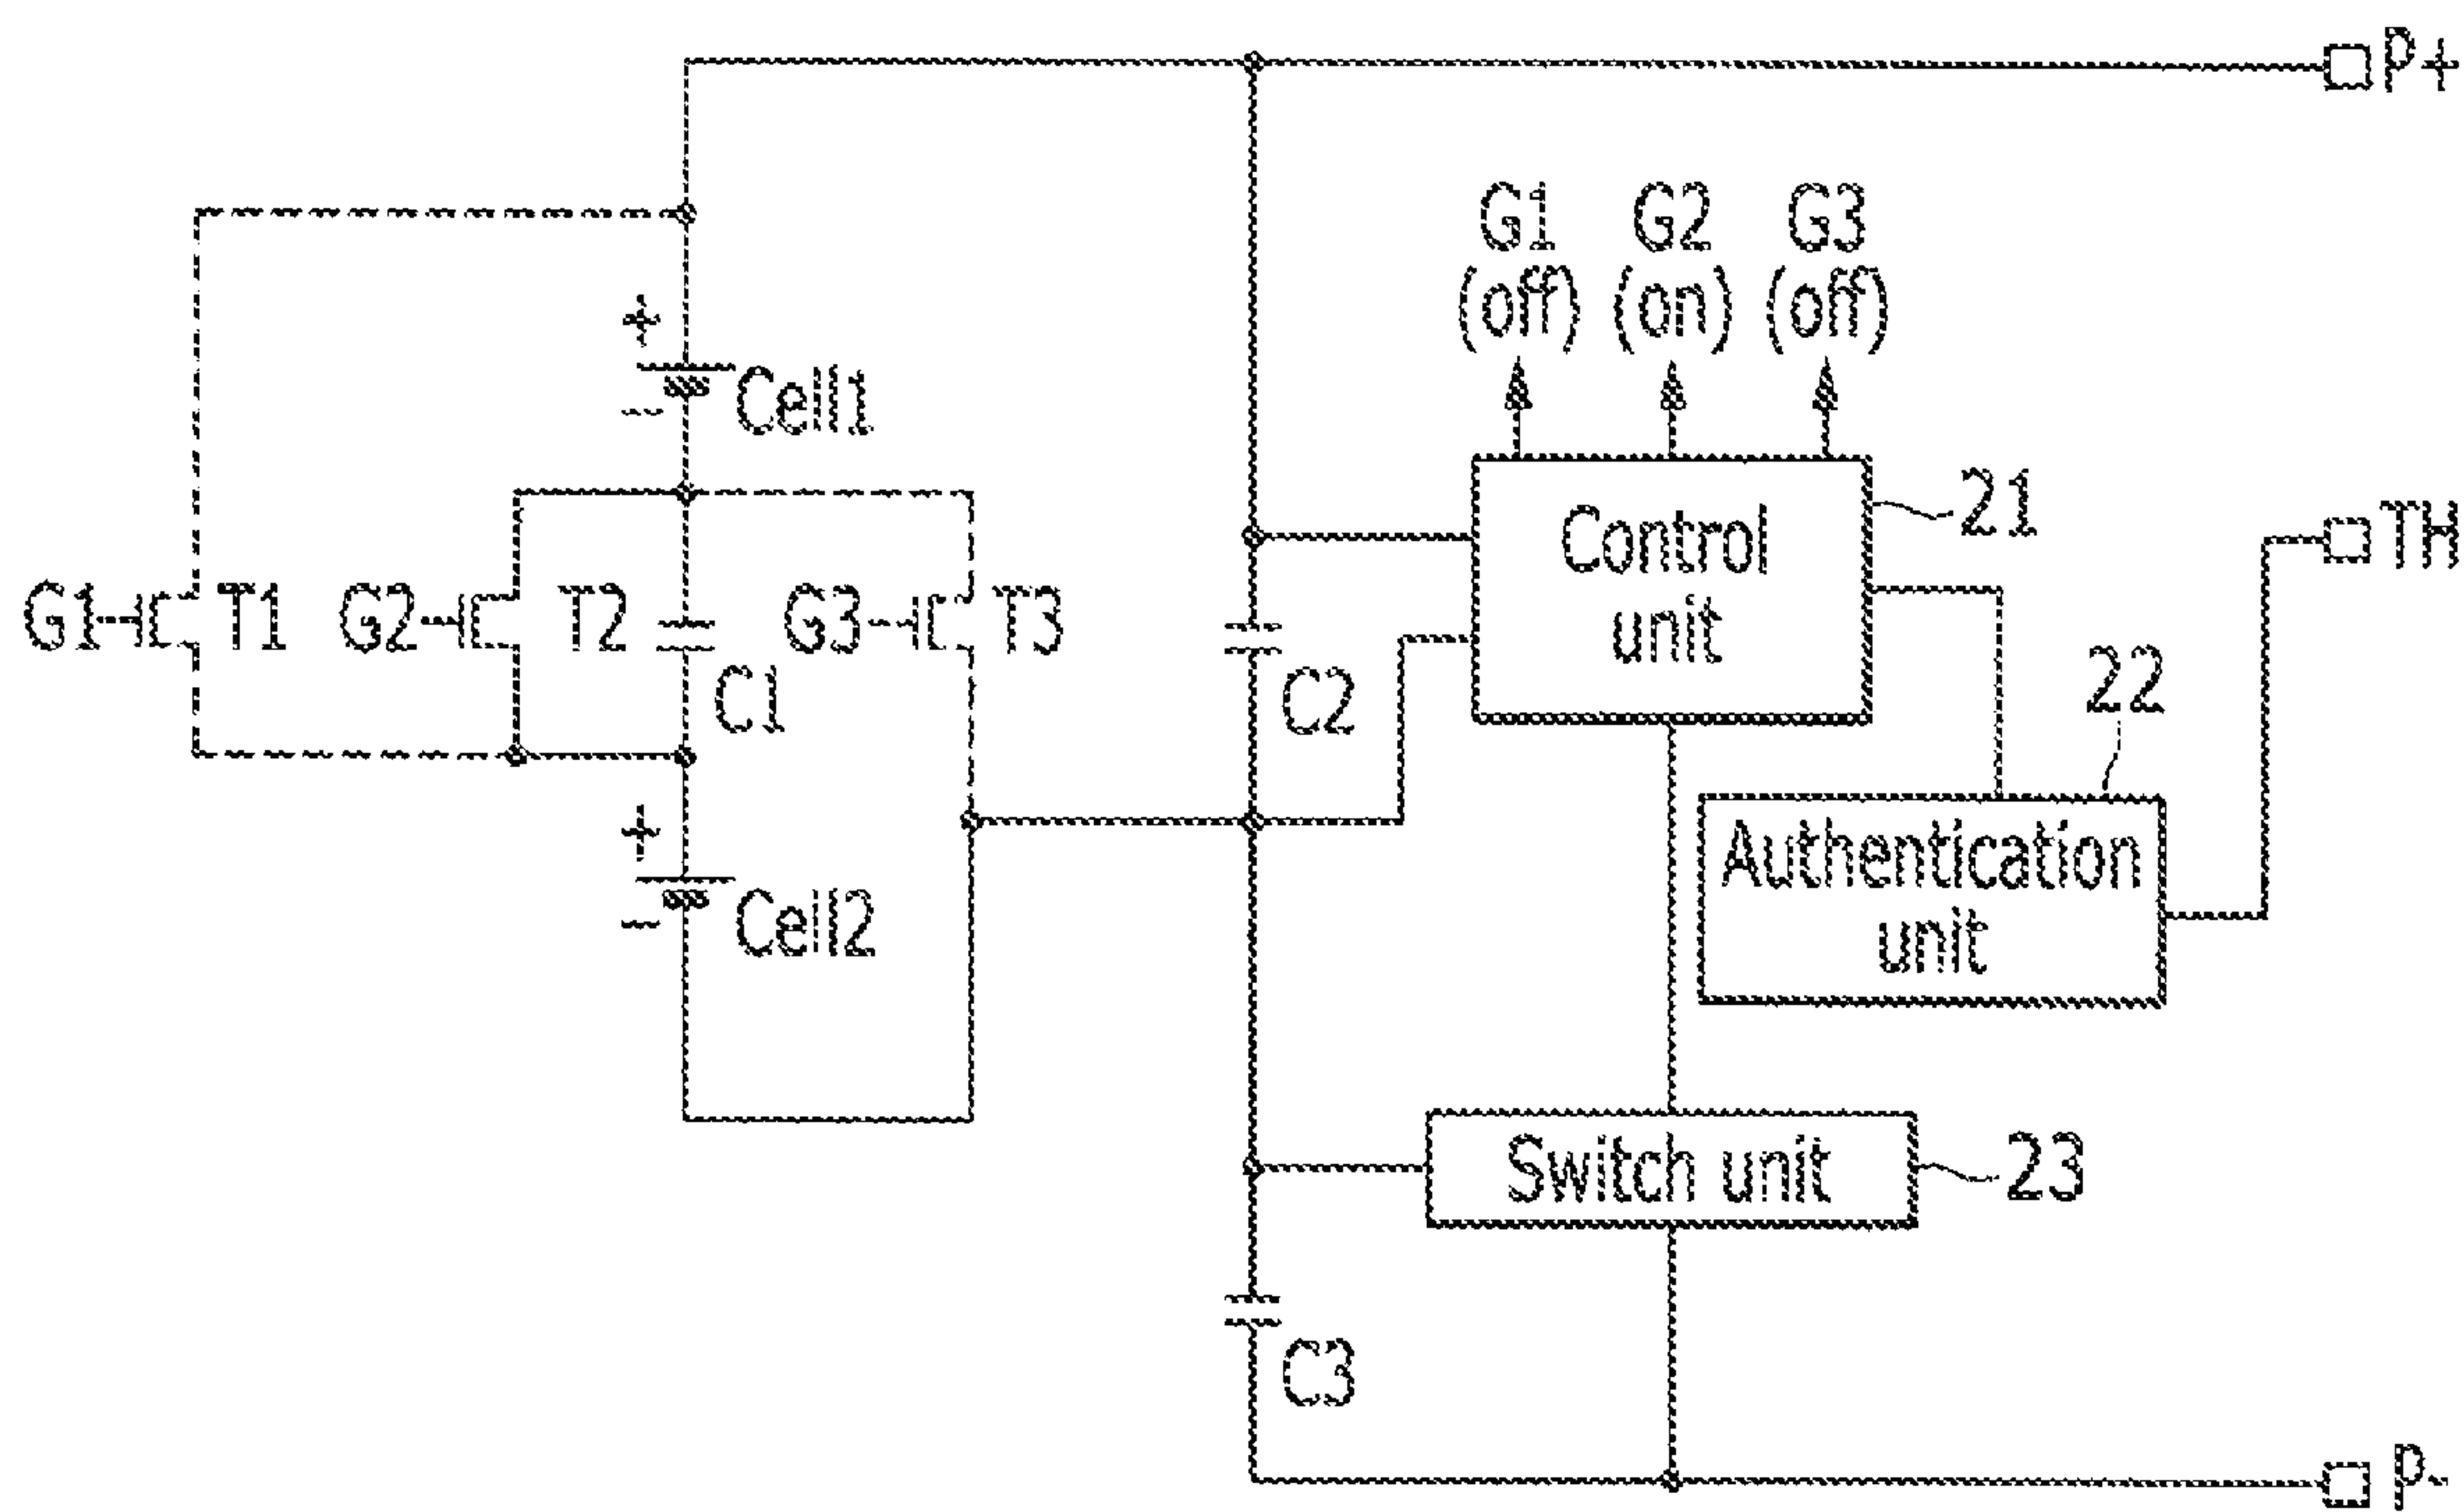 P+
G1 G2 G3
(off) (on) (off)
+
Cell1
-
21
Control
unit
TH
G1 T1 G2 T2 G3 T3
C1
C2
22
+
Authentication
unit
Cell2
-
Switch unit
23
C3
P-